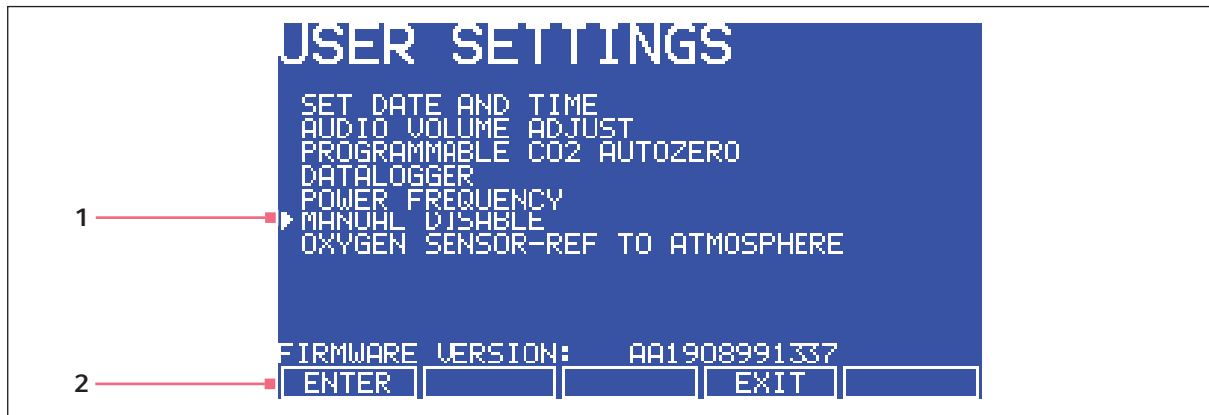 USER SETTINGS
SET DATE AND TIME
AUDIO VOLUME ADJUST
PROGRAMMABLE CO2 AUTOZERO
DATALOGGER
POWER FREQUENCY
1 MANUAL DISABLE
OXYGEN SENSOR-REF TO ATMOSPHERE
FIRMWARE VERSION: AA1908991337
2 ENTER EXIT